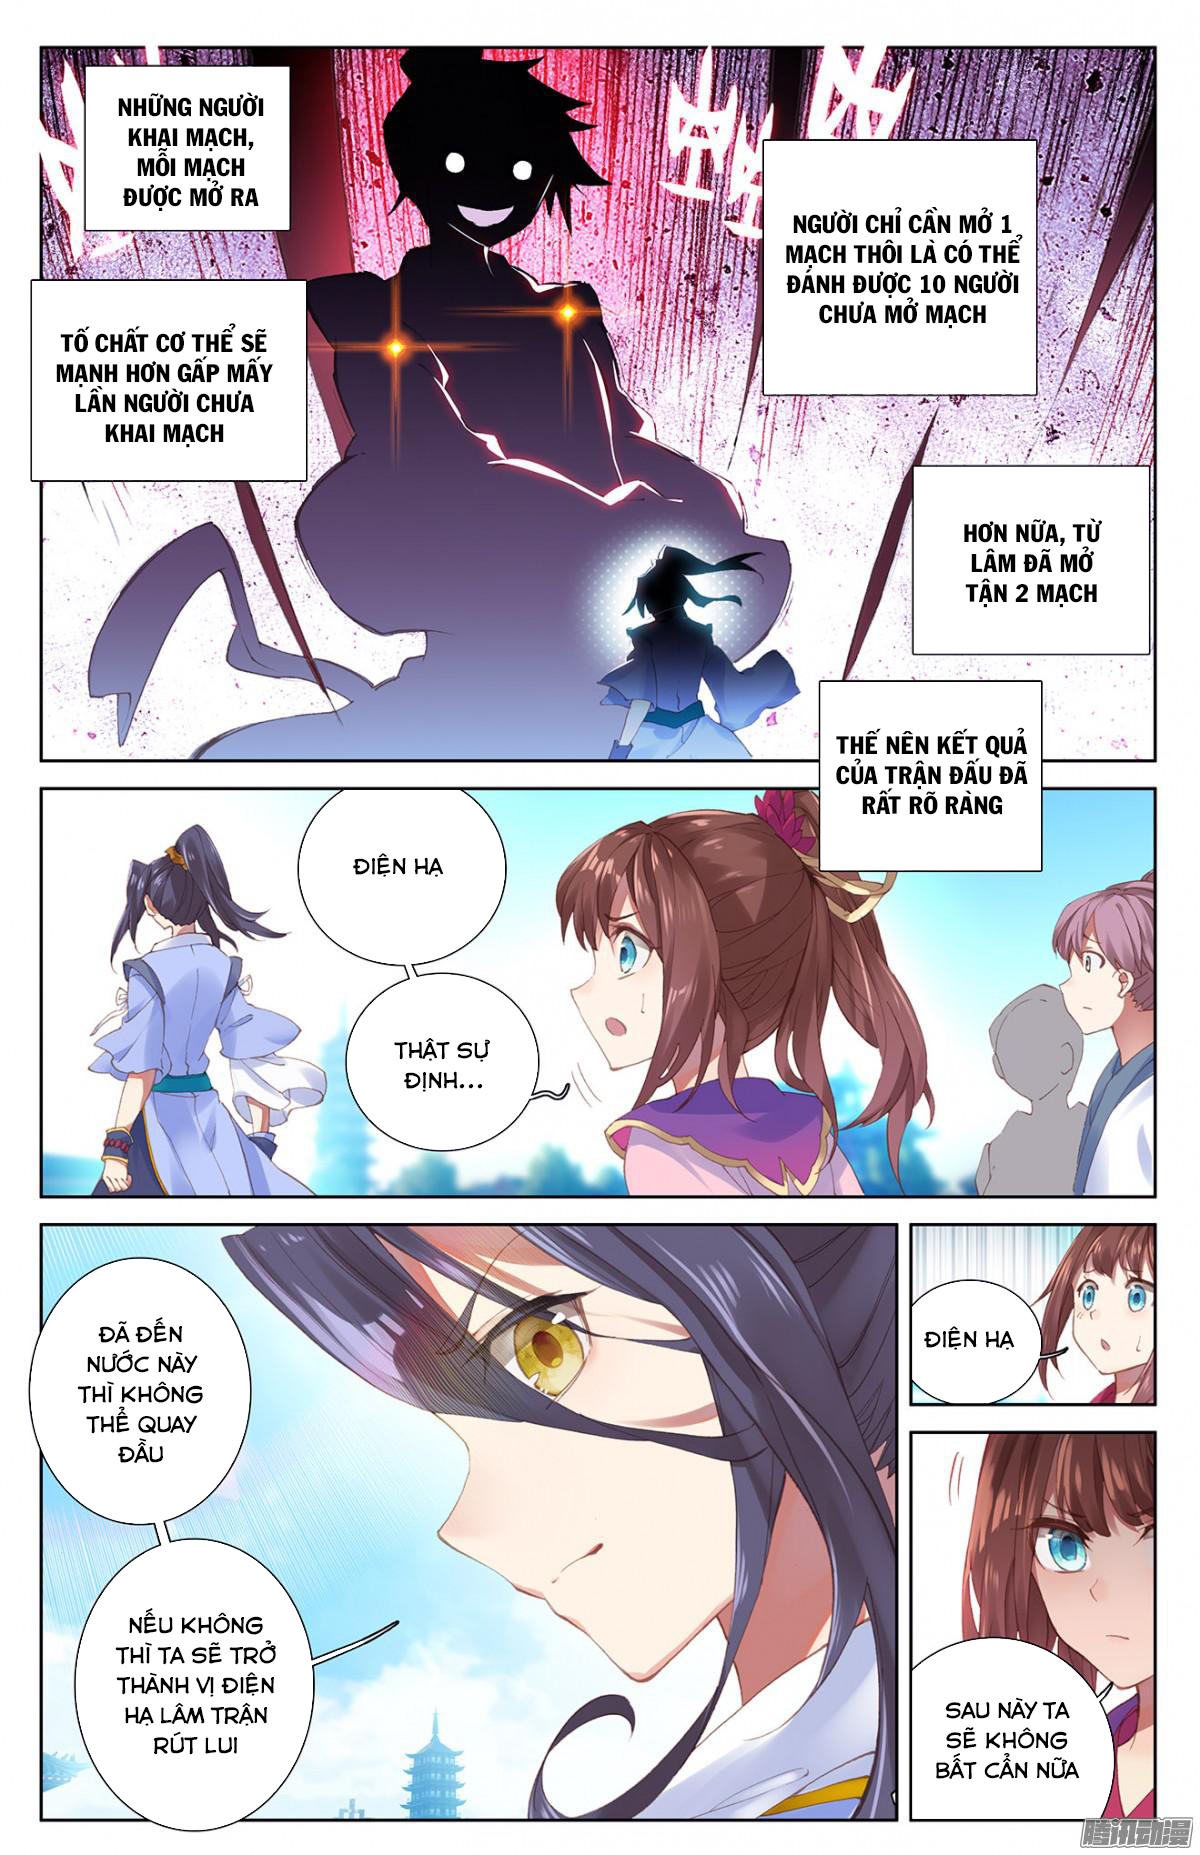 NHỮNG NGƯỜI
KHAI MẠCH,
MỖI MẠCH
ĐƯỢC MỞ RA
TỐ CHẤT CƠ THỂ SẼ
MẠNH HƠN GẤP MẤY
LẦN NGƯỜI CHƯA
KHAI MẠCH
NGƯỜI CHỈ CẦN MỞ 1
MẠCH THÔI LÀ CÓ THỂ
ĐÁNH ĐƯỢC 10 NGƯỜI
CHƯA MỞ MẠCH
HƠN NỮA, TỪ
LÂM ĐÃ MỞ
TẬN 2 MẠCH
THẾ NÊN KẾT QUẢ
CỦA TRẬN ĐẤU ĐÃ
RẤT RÕ RÀNG
ĐIỆN HẠ
THẬT SỰ
ĐỊNH...
ĐÃ ĐẾN
NƯỚC NÀY
THÌ KHÔNG
THỂ QUAY
ĐẦU
NẾU KHÔNG
THÌ TA SẼ TRỞ
THÀNH VỊ ĐIỆN
HẠ LÂM TRẬN
RÚT LUI
ĐIỆN HẠ
SAU NÀY TA
SẼ KHÔNG
BẤT CẨN NỮA
腾讯动漫